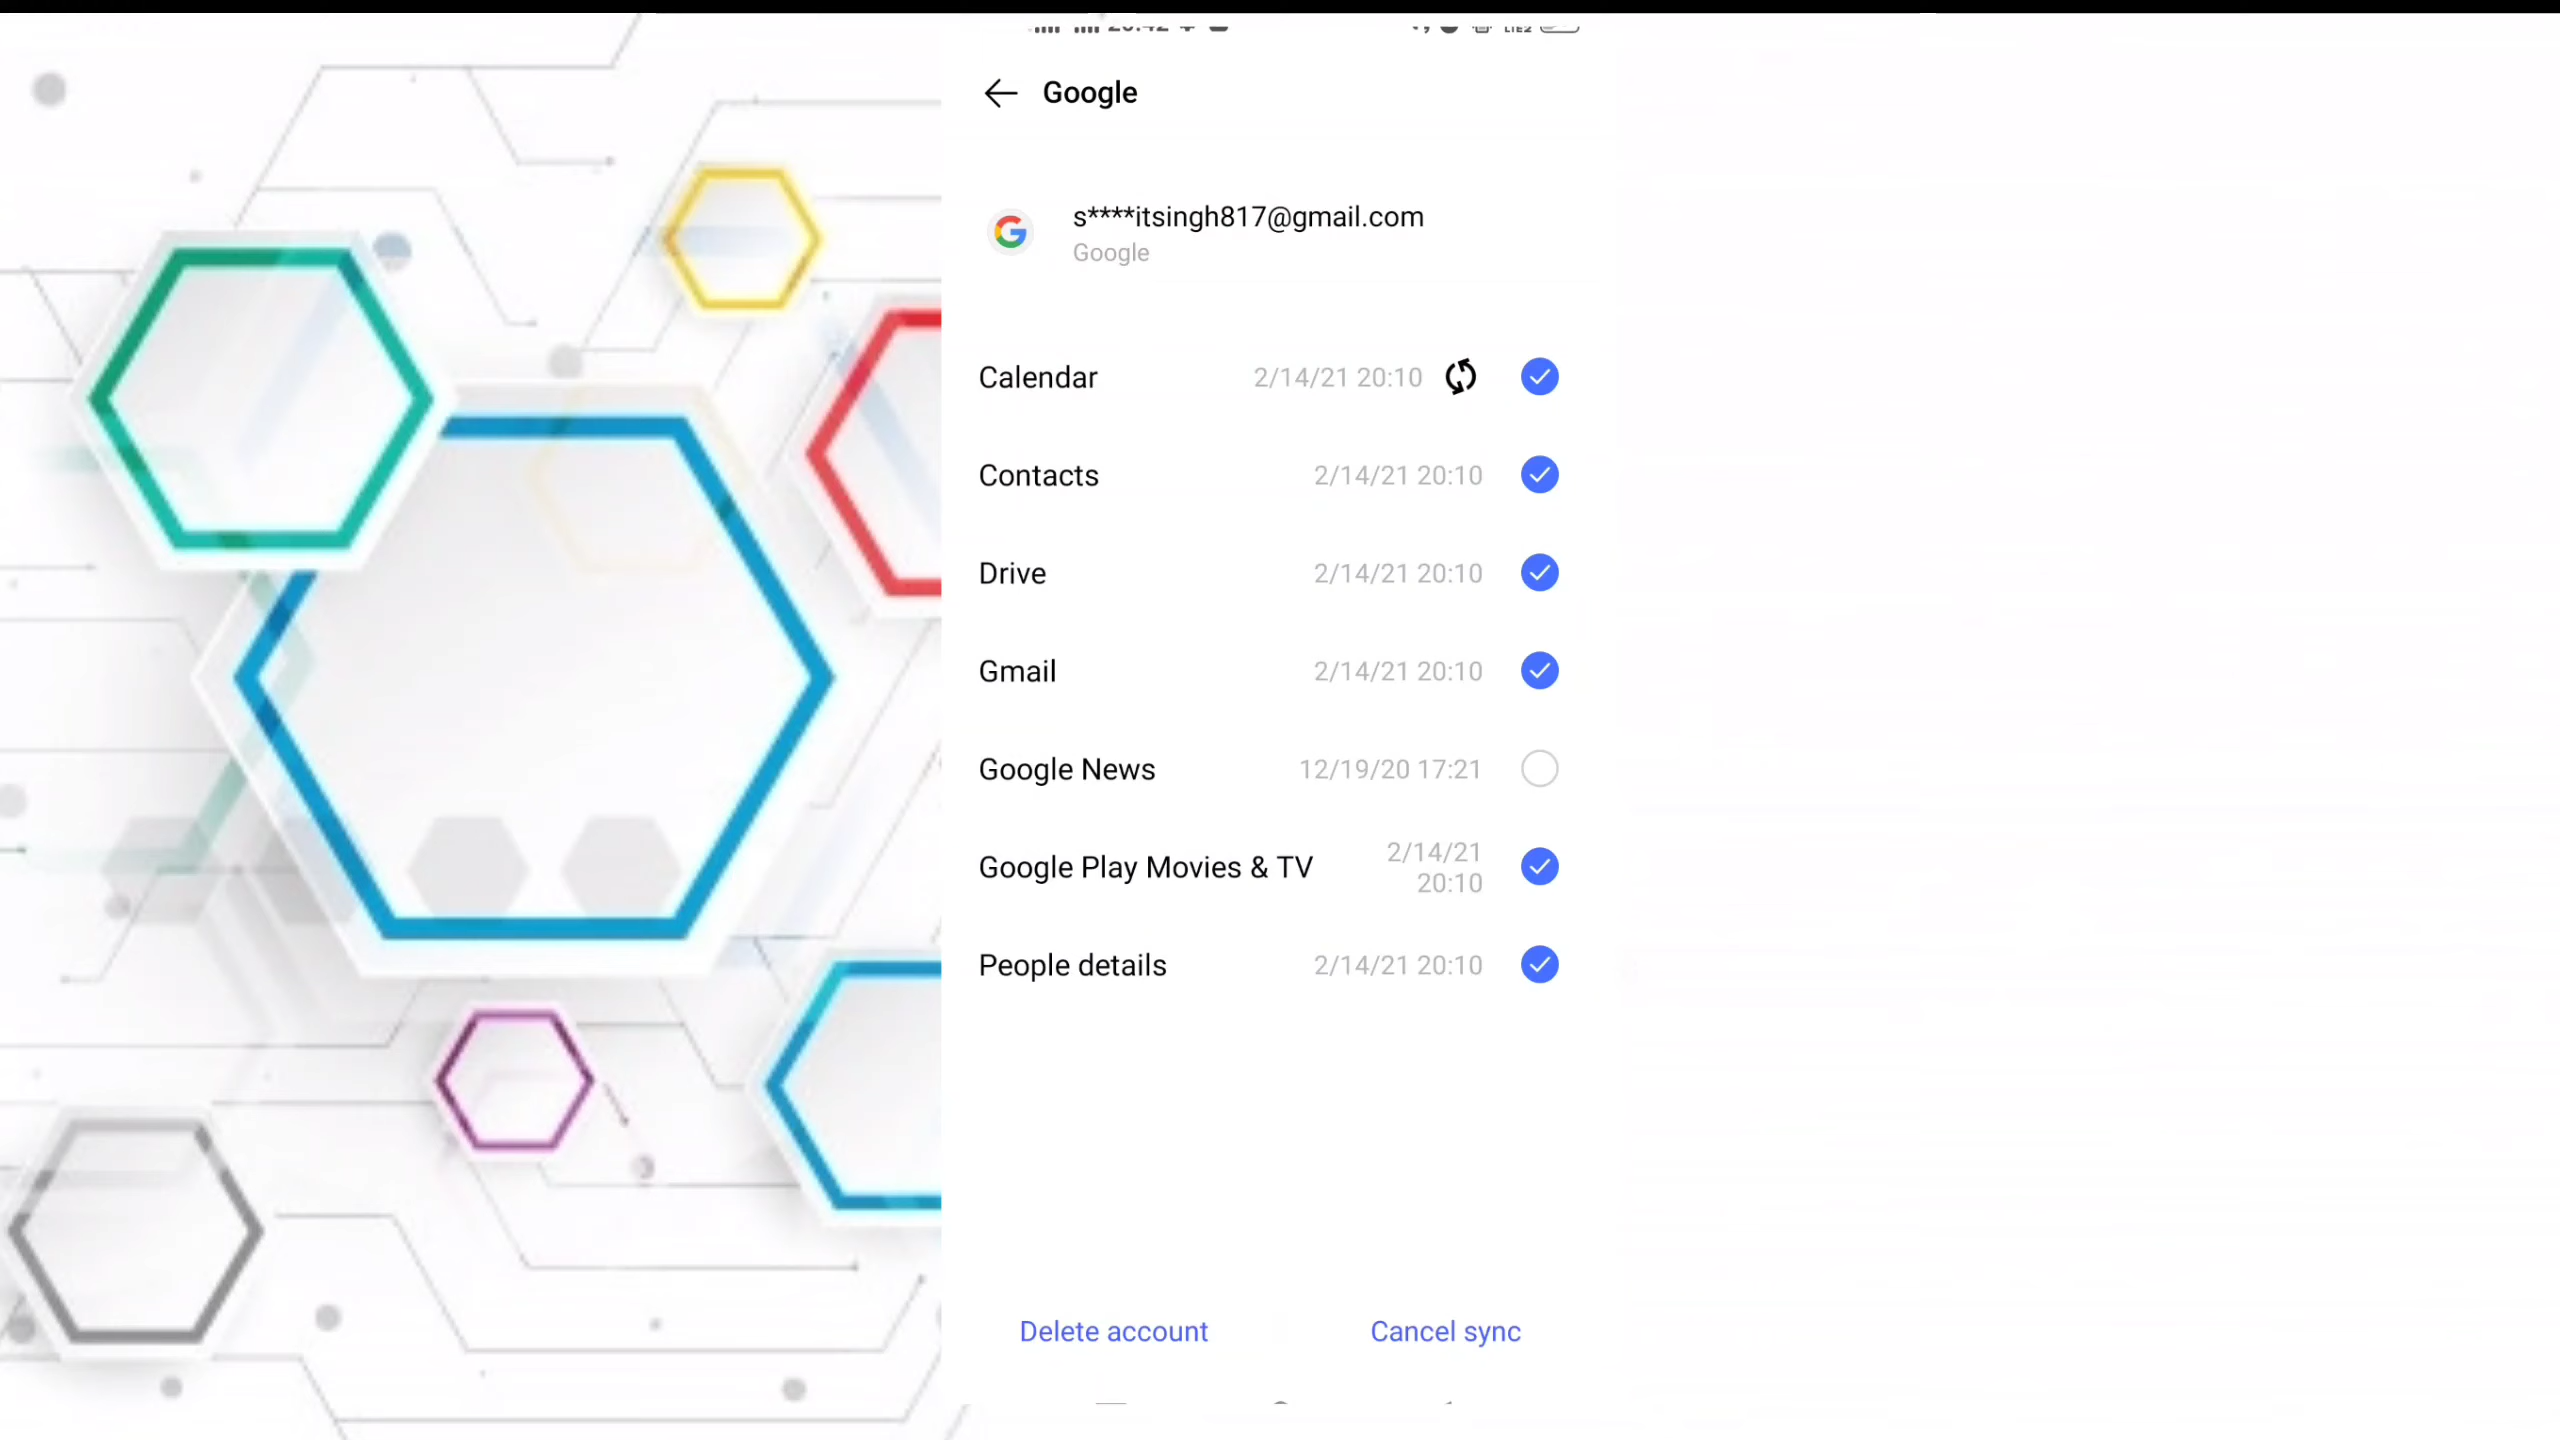 Google
s****itsingh817@gmail.com
Google
Calendar 2/14/21 20:10
Contacts 2/14/21 20:10
Drive 2/14/21 20:10
Gmail 2/14/21 20:10
Google News 12/19/20 17:21
Google Play Movies & TV 2/14/21
20:10
People details 2/14/21 20:10
Delete account Cancel sync